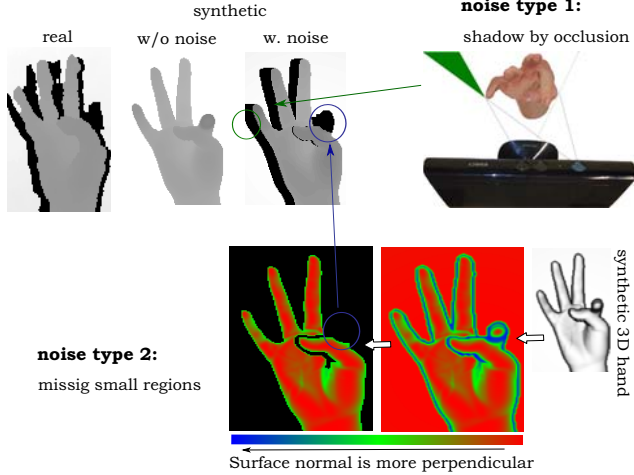 synthetic
noise type 1:
real
w/o noise
w. noise
shadow by occlusion
synthetic 3D hand
noise type 2:
missig small regions
Surface normal is more perpendicular